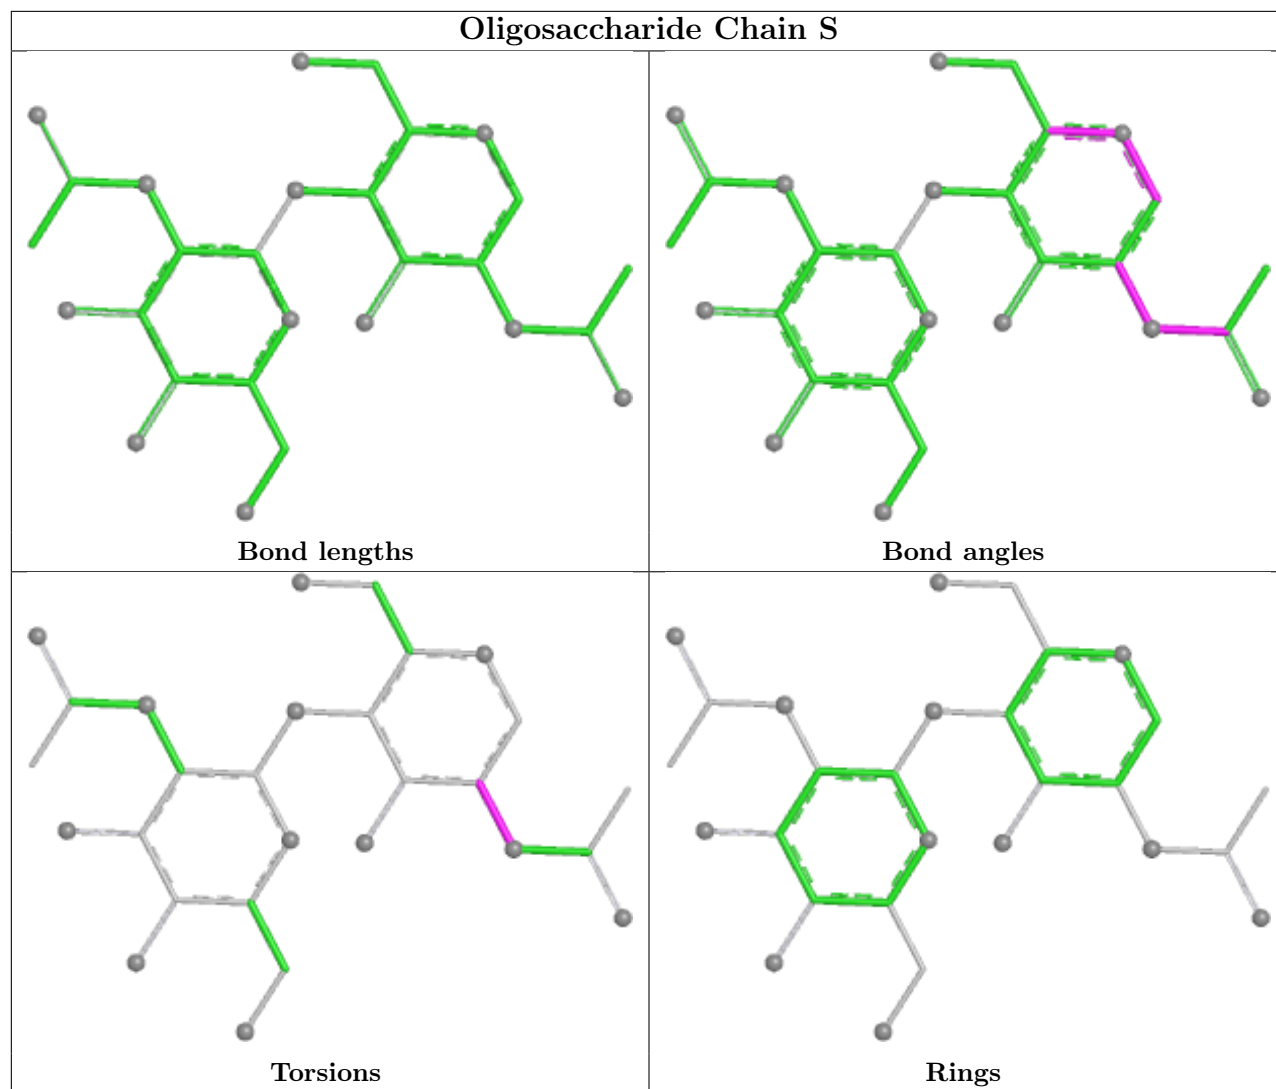 Oligosaccharide Chain S
Bond lengths
Bond angles
Torsions
Rings